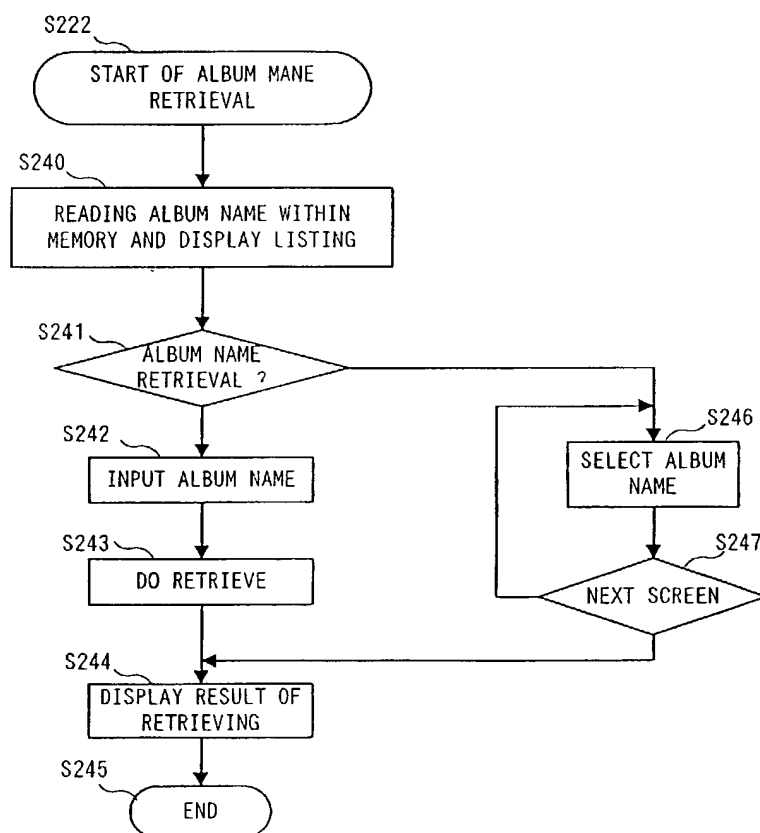 S222
START OF ALBUM MANE
RETRIEVAL
S240
READING ALBUM NAME WITHIN
MEMORY AND DISPLAY LISTING
S241
ALBUM NAME
RETRIEVAL ?
S242
INPUT ALBUM NAME
S243
DO RETRIEVE
S246
SELECT ALBUM
NAME
S247
NEXT SCREEN
S244
DISPLAY RESULT OF
RETRIEVING
S245
END